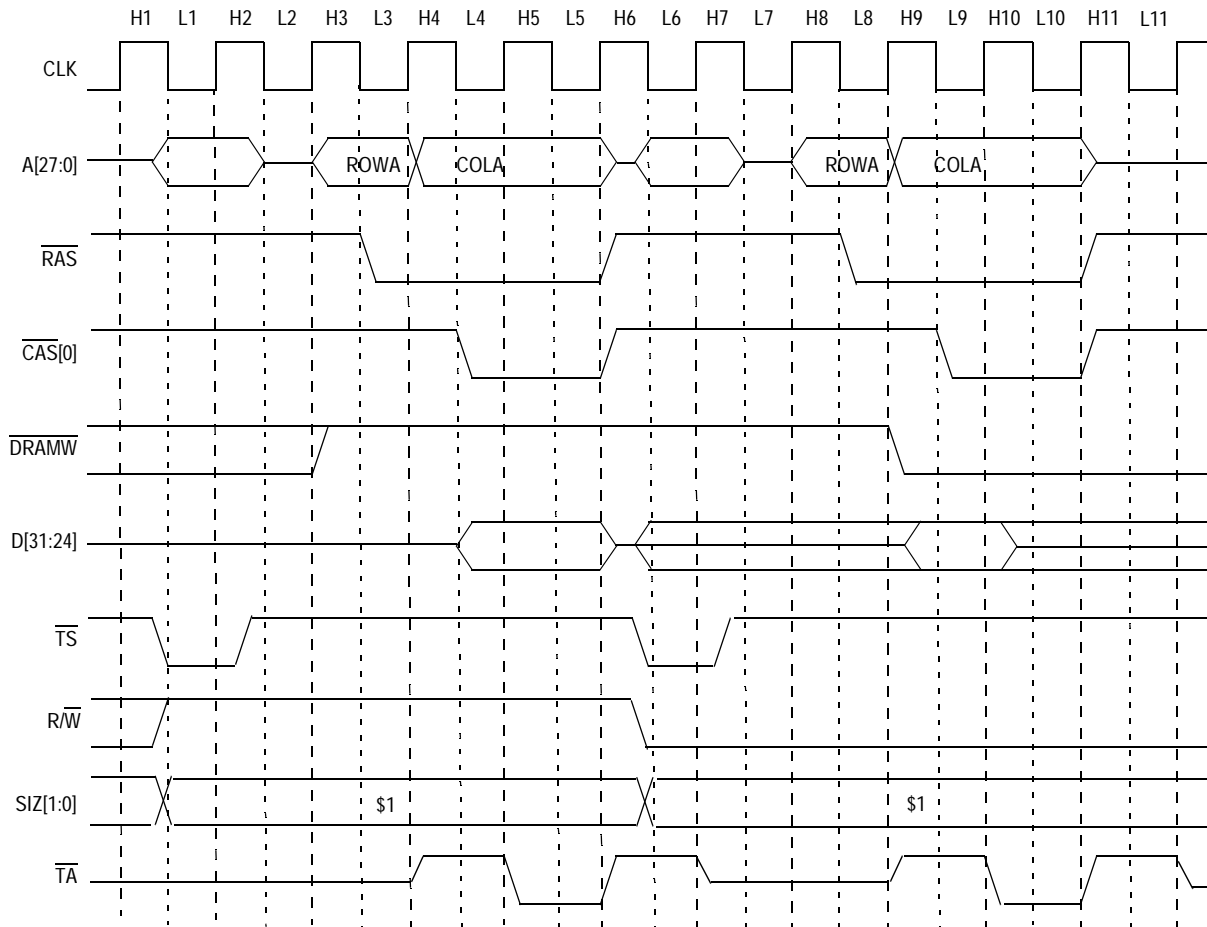 H1 L1 H2 L2 H3 L3 H4 L4 H5 L5 H6 L6 H7 L7 H8 L8 H9 L9 H10 L10 H11 L11
CLK
A[27:0] ROWA COLA ROWA COLA
RAS
CAS[0]
DRAMW
D[31:24]
TS
R/W
SIZ[1:0] $1 $1
TA